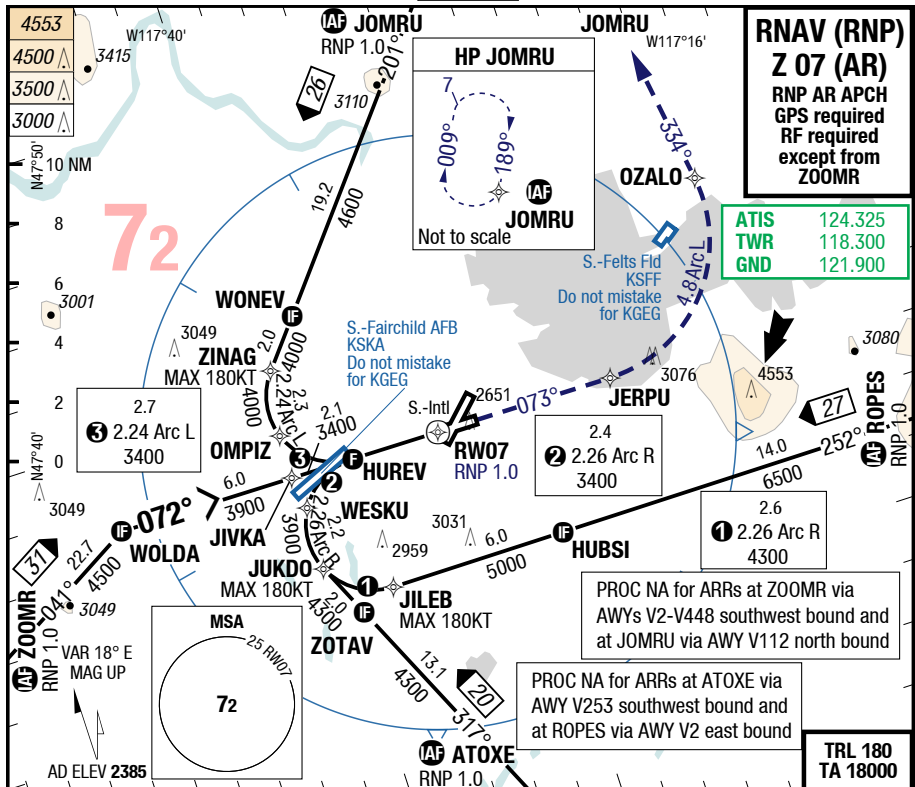 4553
4500
3500
3000
3415
W117°40'
IAF JOMRU
RNP 1.0
201°
26
3110
JOMRU
W117°16'
RNAV (RNP)
Z 07 (AR)
RNP AR APCH
GPS required
RF required
except from
ZOOMR
HP JOMRU
7
009°
189°
IAF
JOMRU
Not to scale
334°
OZALO
N47°50'
10 NM
8
6
4
2
0
72
19.2
4600
ATIS 124.325
TWR 118.300
GND 121.900
S.-Felts Fld
KSFF
Do not mistake
for KGEG
4.8 Arc L
3001
WONEV
IF
3049
ZINAG
MAX 180KT
2.0
4000
S.-Fairchild AFB
KSKA
Do not mistake
for KGEG
2.3
2.24 Arc L
4000
3080
4553
3076
JERPU
073°
2651
S.-Intl
RW07
RNP 1.0
27
IAF ROPES
RNP 1.0
252°
14.0
6500
2.7
3 2.24 Arc L
3400
2.1
3400
OMPIZ
3
F
HUREV
2
2.4
2 2.26 Arc R
3400
N47°40'
3049
6.0
3900
072°
IF
WOLDA
JIVKA
WESKU
2.2
2.26 Arc R
3900
3031
2959
6.0
5000
IF
HUBSI
2.6
1 2.26 Arc R
4300
31
22.7
4500
041°
3049
IAF ZOOMR
RNP 1.0
JUKDO
MAX 180KT
1
JILEB
MAX 180KT
2.0
4300
IF
ZOTAV
PROC NA for ARRs at ZOOMR via
AWYs V2-V448 southwest bound and
at JOMRU via AWY V112 north bound
VAR 18° E
MAG UP
MSA
25 RW07
72
13.1
4300
20
317°
PROC NA for ARRs at ATOXE via
AWY V253 southwest bound and
at ROPES via AWY V2 east bound
AD ELEV 2385
IAF ATOXE
RNP 1.0
TRL 180
TA 18000